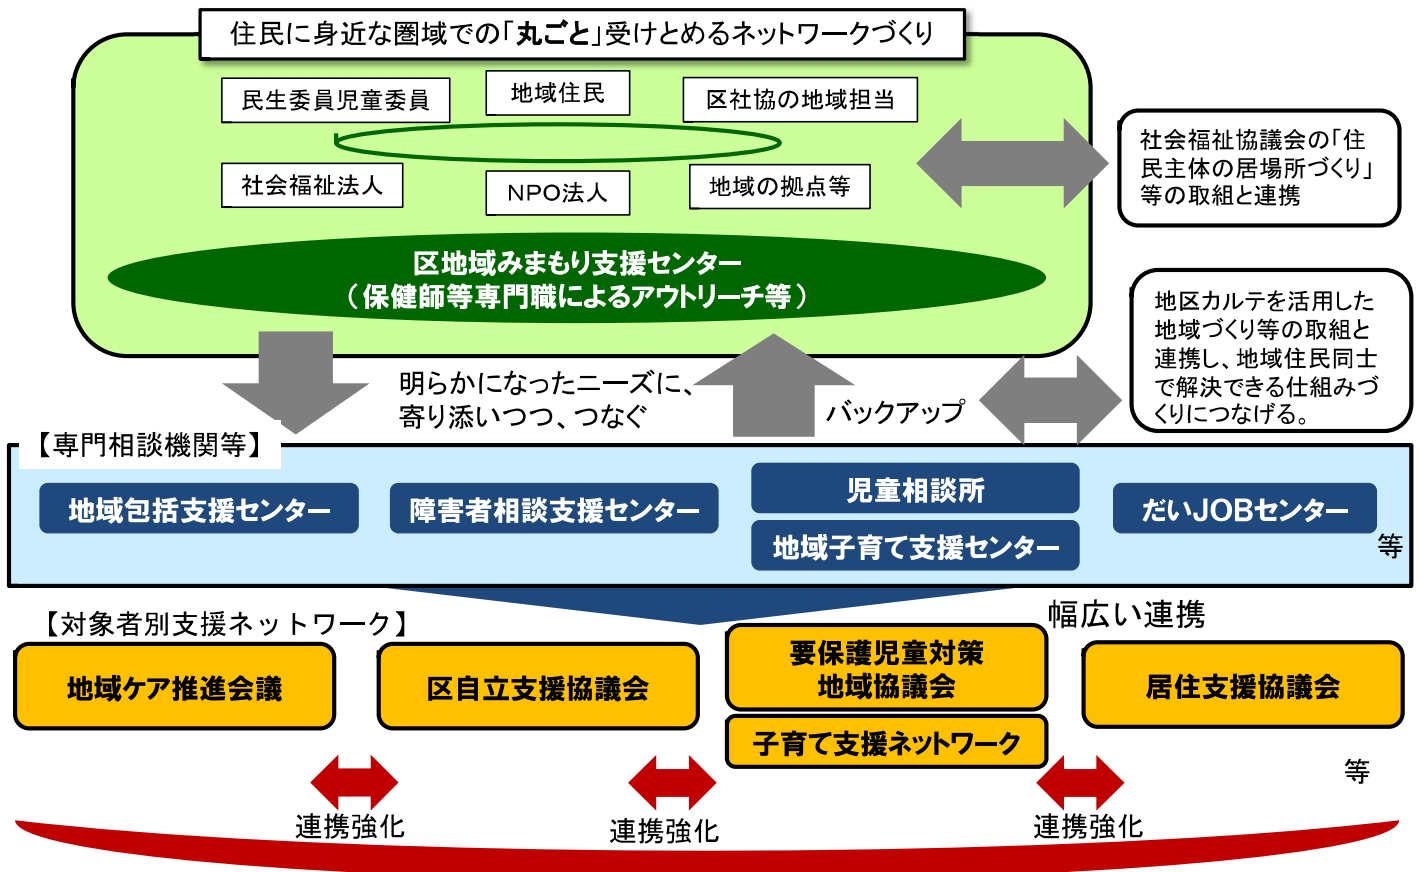 住民に身近な圏域での「丸ごと」受けとめるネットワークづくり
民生委員児童委員
地域住民
区社協の地域担当
社会福祉法人
NPO法人
地域の拠点等
区地域みまもり支援センター
（保健師等専門職によるアウトリーチ等）
社会福祉協議会の「住
民主体の居場所づくり」
等の取組と連携
地区カルテを活用した
地域づくり等の取組と
連携し、地域住民同士
で解決できる仕組みづ
くりにつなげる。
明らかになったニーズに、
寄り添いつつ、つなぐ
バックアップ
【専門相談機関等】
地域包括支援センター
障害者相談支援センター
児童相談所
地域子育て支援センター
だいJOBセンター
等
【対象者別支援ネットワーク】
幅広い連携
地域ケア推進会議
区自立支援協議会
要保護児童対策
地域協議会
子育て支援ネットワーク
居住支援協議会
等
連携強化
連携強化
連携強化